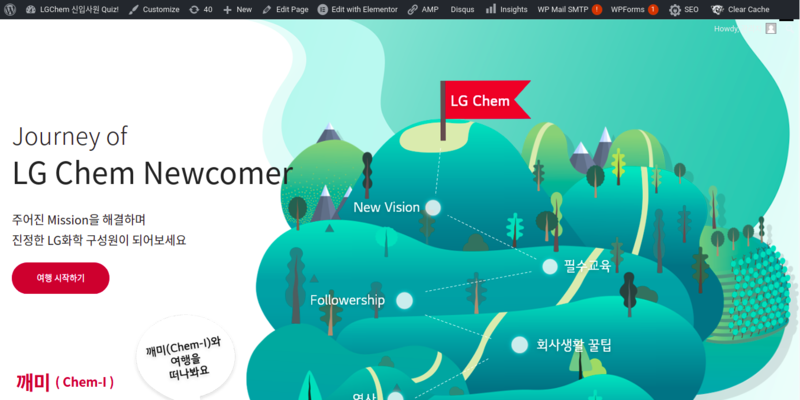 LGChem 신입사원 Quiz!
Customize
40
New
Edit Page
Edit with Elementor
AMP
Disqus
Insights
WP Mail SMTP !
WPForms 1
SEO
Clear Cache
Howdy,
LG Chem
Journey of
LG Chem Newcomer
New Vision
주어진 Mission을 해결하며
진정한 LG화학 구성원이 되어보세요
필수교육
여행 시작하기
Followership
회사생활 꿀팁
깨미(Chem-I)와
여행을
떠나봐요
깨미 ( Chem-I )
역사